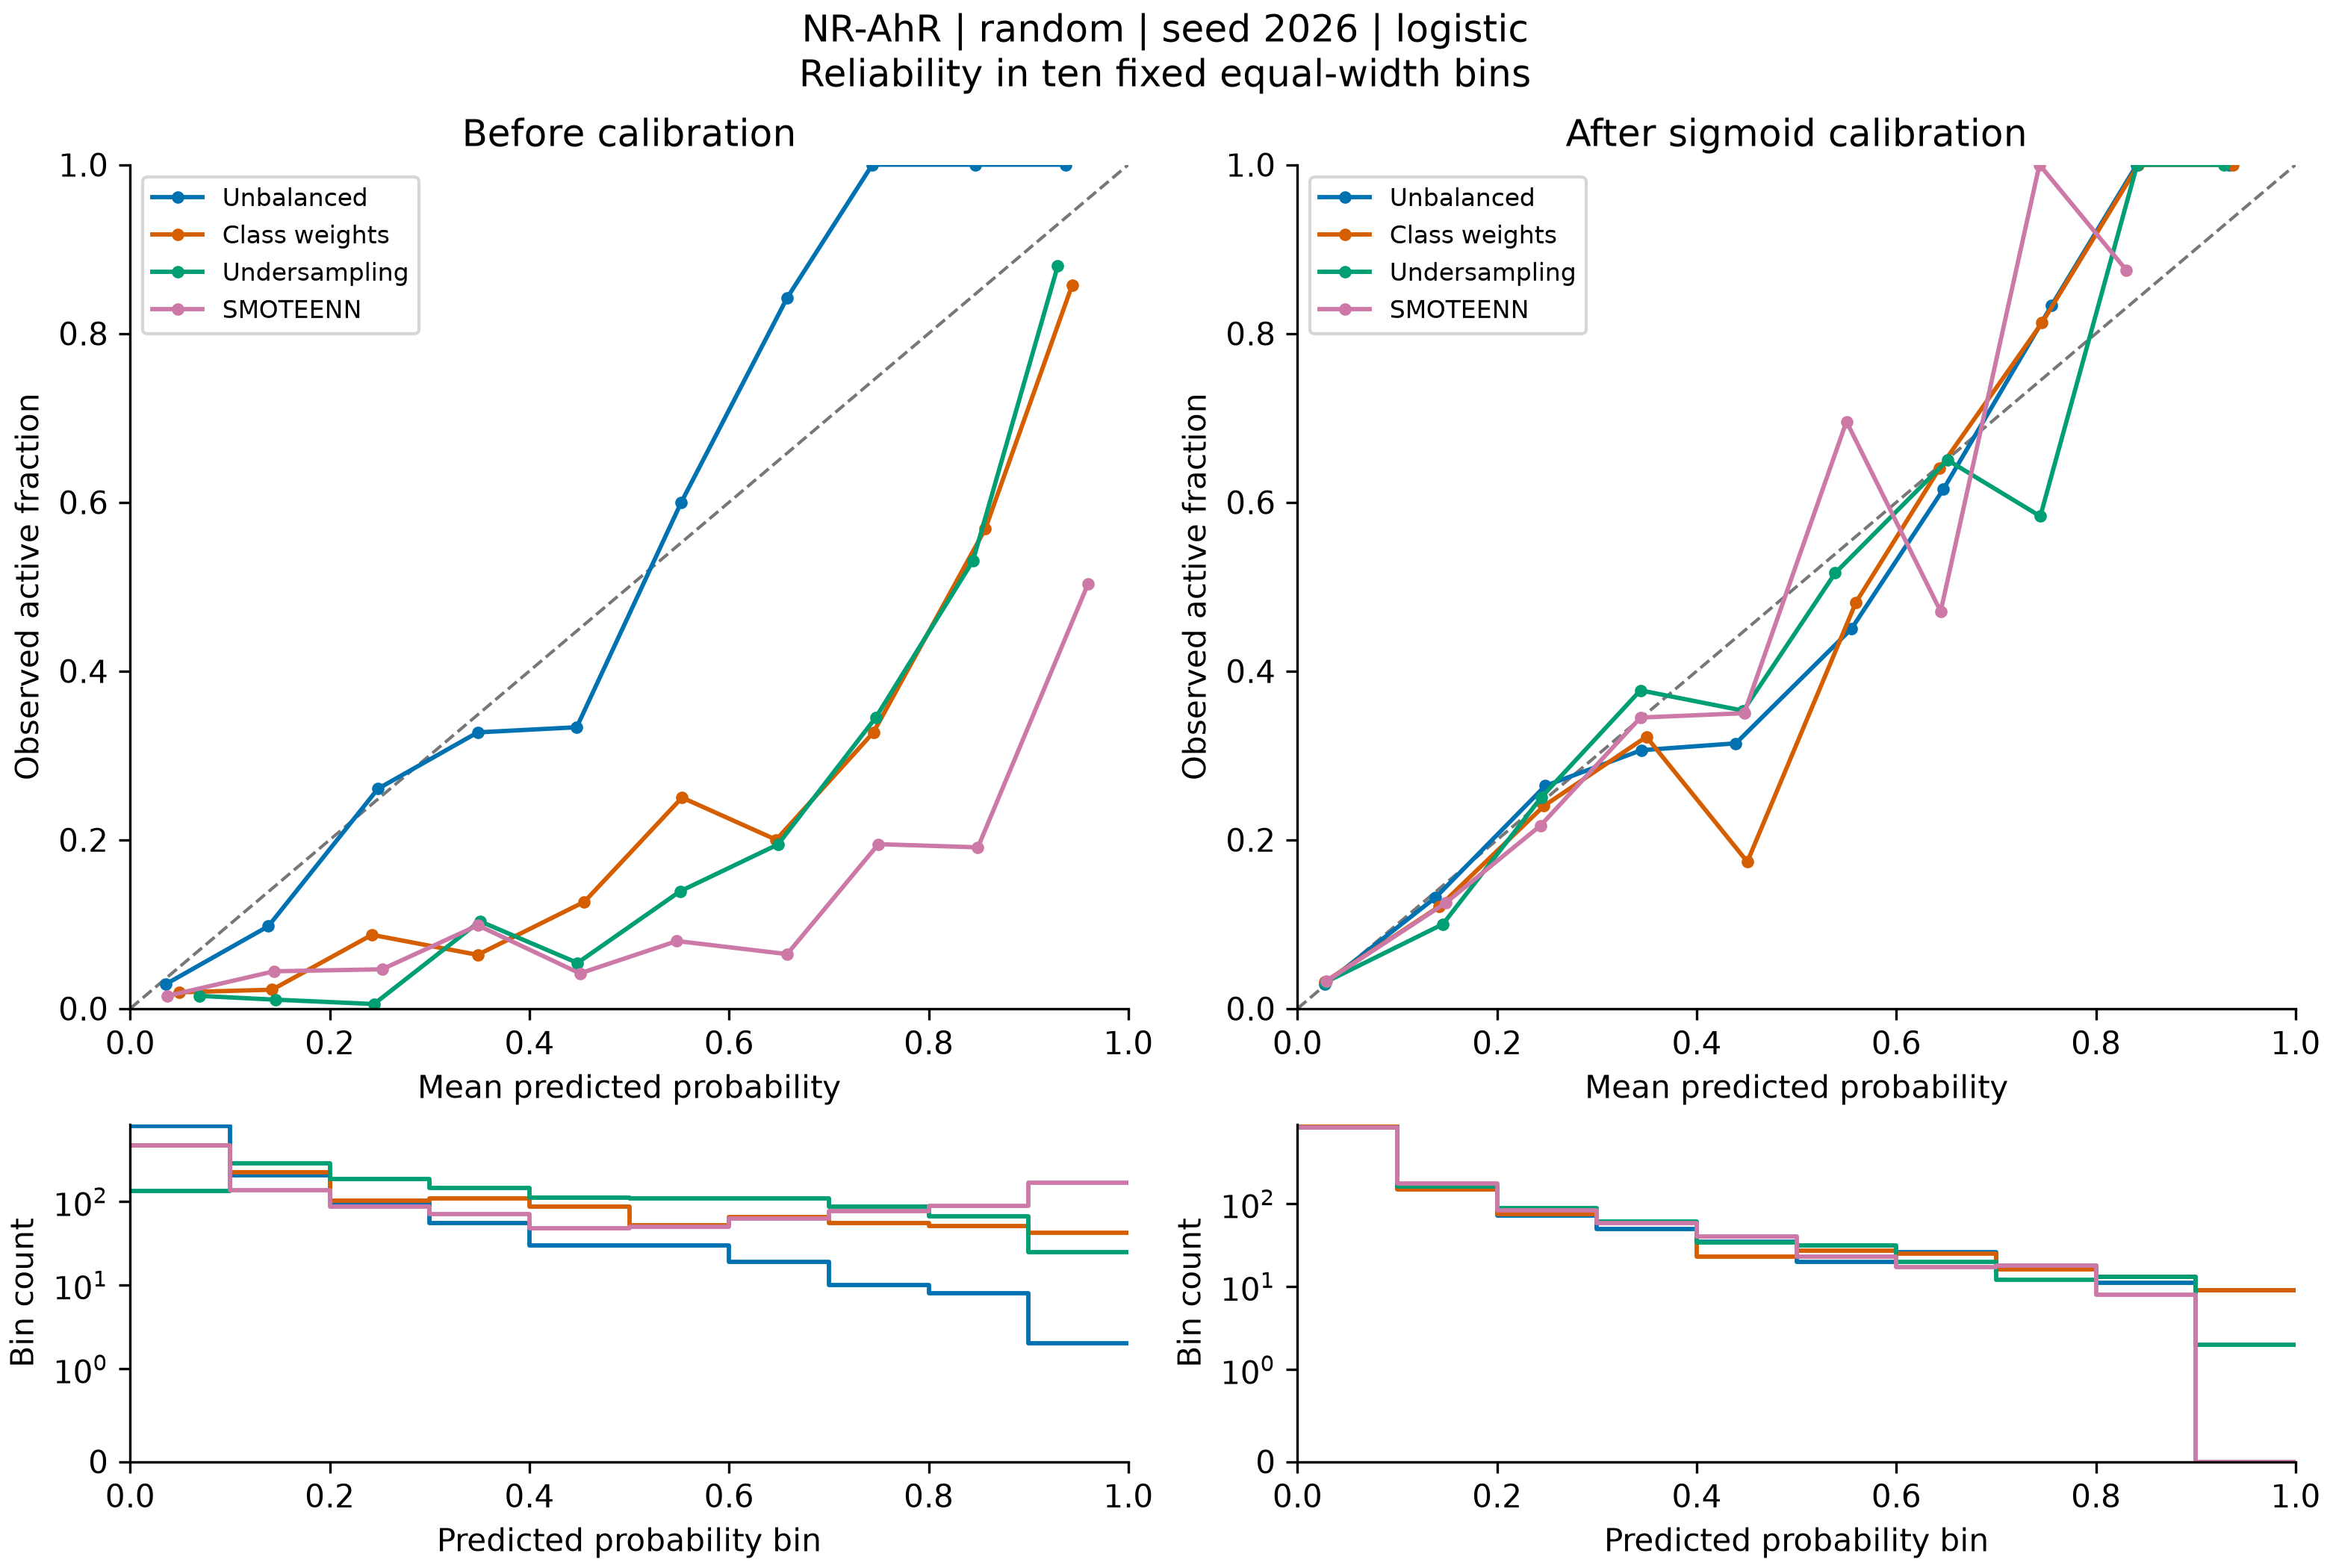 NR-AhR | random | seed 2026 | logistic
Reliability in ten fixed equal-width bins
Before calibration
1.0
0.8
0.6
0.4
0.2
0.0
Observed active fraction
Unbalanced
Class weights
Undersampling
SMOTEENN
0.0 0.2 0.4 0.6 0.8 1.0
Mean predicted probability
After sigmoid calibration
1.0
0.8
0.6
0.4
0.2
0.0
Observed active fraction
Unbalanced
Class weights
Undersampling
SMOTEENN
0.0 0.2 0.4 0.6 0.8 1.0
Mean predicted probability
10²
10¹
10⁰
0
Bin count
0.0 0.2 0.4 0.6 0.8 1.0
Predicted probability bin
10²
10¹
10⁰
0
Bin count
0.0 0.2 0.4 0.6 0.8 1.0
Predicted probability bin